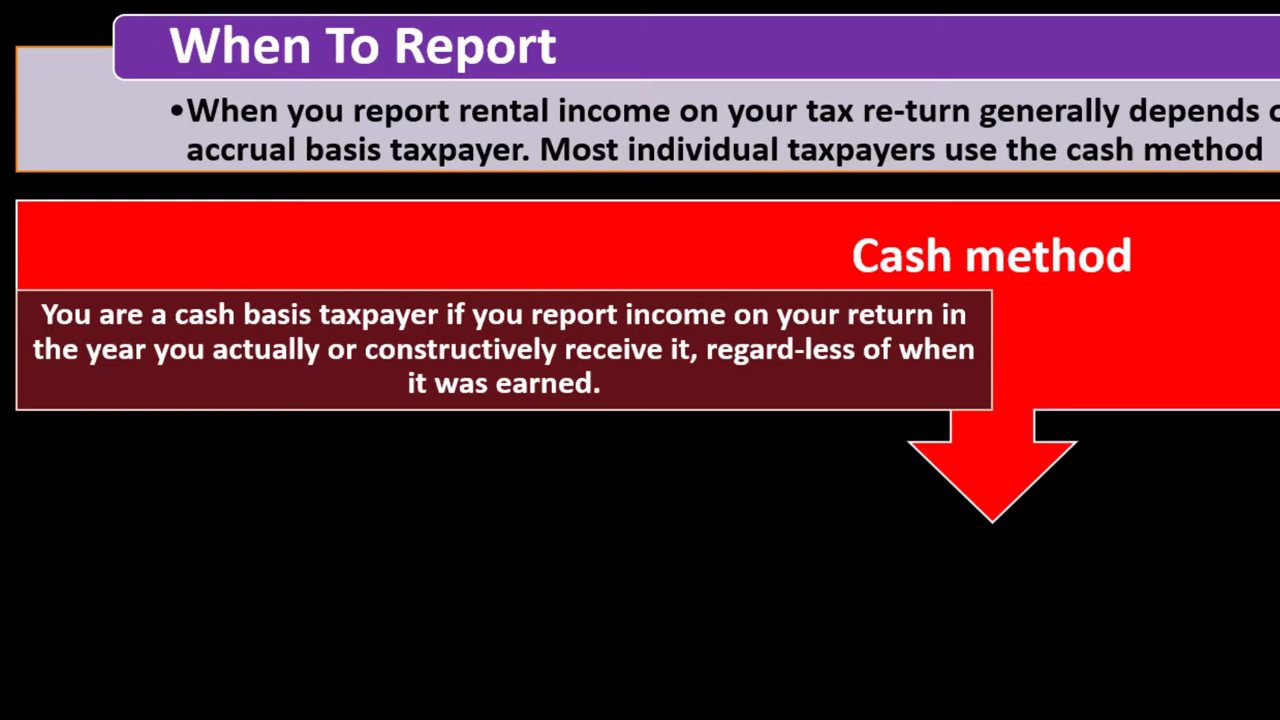 When To Report
•When you report rental income on your tax re-turn generally depends
accrual basis taxpayer. Most individual taxpayers use the cash method
Cash method
You are a cash basis taxpayer if you report income on your return in
the year you actually or constructively receive it, regard-less of when
it was earned.